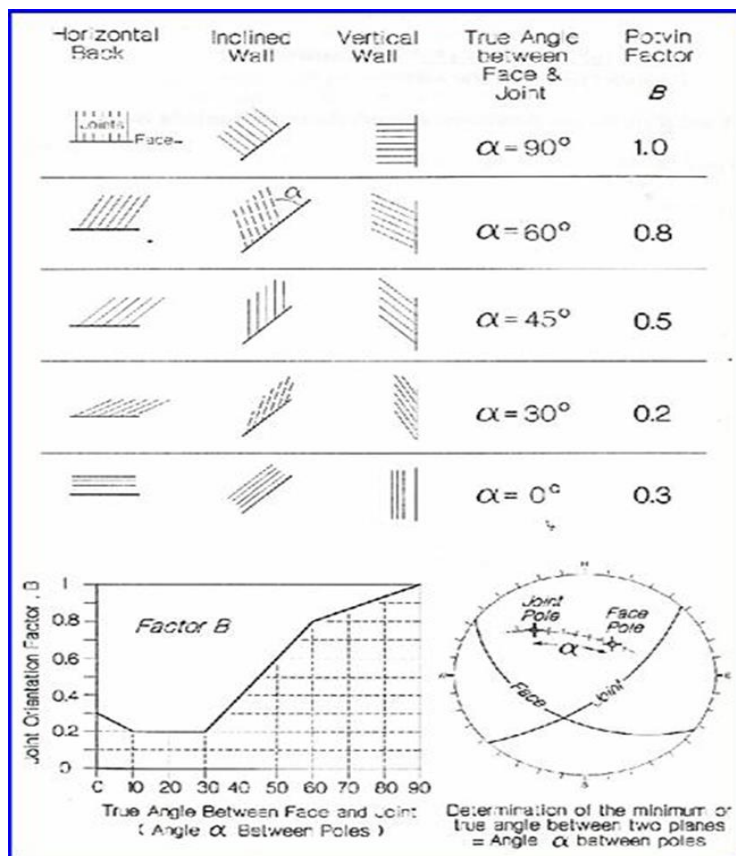 Horizontal Back
Inclined Wall
Vertical Wall
True Angle between Face & Joint
Potvin Factor B
Joints
Face
α = 90° 1.0
α
α = 60° 0.8
α = 45° 0.5
α = 30° 0.2
α = 0° 0.3
Joint Orientation Factor, B
1
0.8
0.6
0.4
0.2
0
Factor B
0 10 20 30 40 50 60 70 80 90
True Angle Between Face and Joint
( Angle α Between Poles )
N
Joint Pole
Face Pole
α
Face
Joint
S
Determination of the minimum or
true angle between two planes
= Angle α between poles